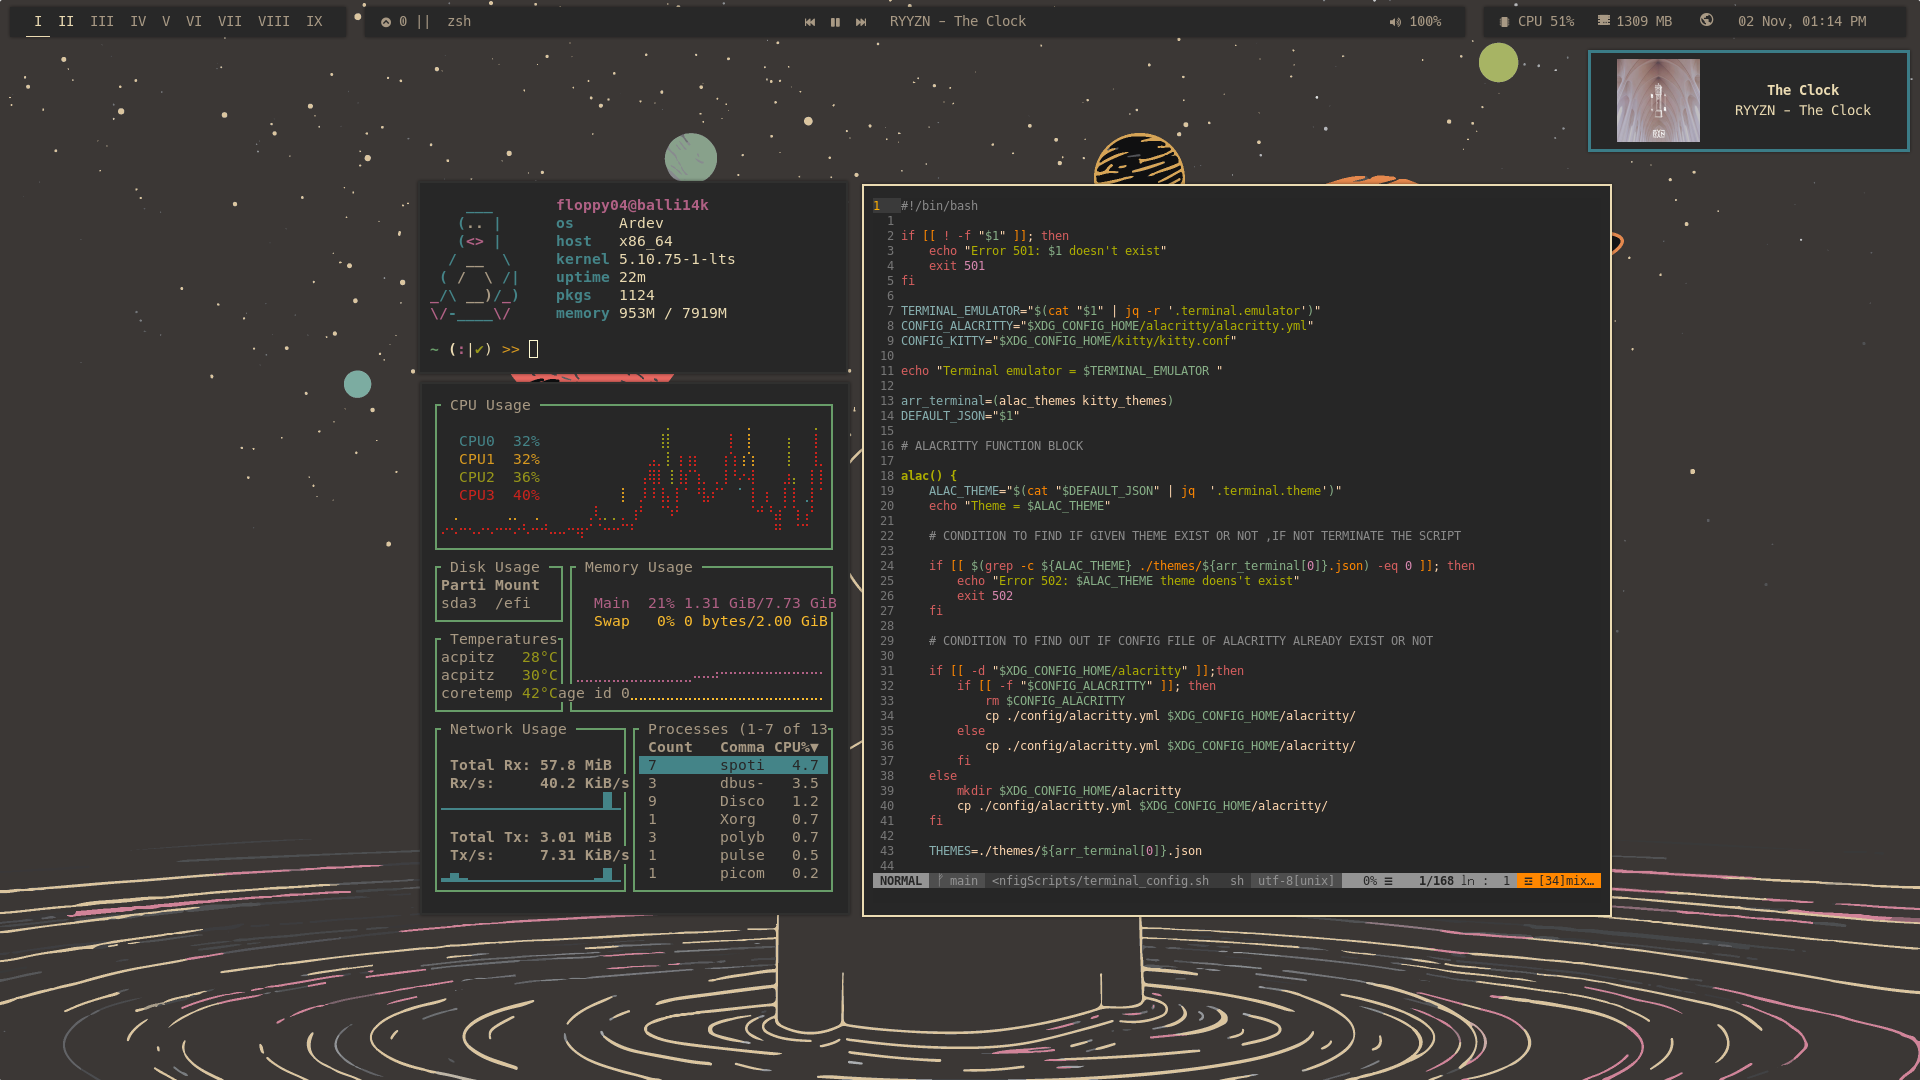 I II III IV V VI VII VIII IX
0 || zsh
RYYZN - The Clock
100%
CPU 51% 1309 MB 02 Nov, 01:14 PM
The Clock
RYYZN - The Clock
floppy04@balli14k
os Ardev
host x86_64
kernel 5.10.75-1-lts
uptime 22m
pkgs 1124
memory 953M / 7919M
~ (:|✔) >>
CPU Usage
CPU0 32%
CPU1 32%
CPU2 36%
CPU3 40%
Disk Usage
Parti Mount
sda3 /efi
Memory Usage
Main 21% 1.31 GiB/7.73 GiB
Swap 0% 0 bytes/2.00 GiB
Temperatures
acpitz 28°C
acpitz 30°C
coretemp 42°Cage id 0
Network Usage
Total Rx: 57.8 MiB
Rx/s: 40.2 KiB/s
Total Tx: 3.01 MiB
Tx/s: 7.31 KiB/s
Processes (1-7 of 13
Count Comma CPU%▼
7 spoti 4.7
3 dbus- 3.5
9 Disco 1.2
1 Xorg 0.7
3 polyb 0.7
1 pulse 0.5
1 picom 0.2
1 #!/bin/bash
1
2 if [[ ! -f "$1" ]]; then
3 echo "Error 501: $1 doesn't exist"
4 exit 501
5 fi
6
7 TERMINAL_EMULATOR="$(cat "$1" | jq -r '.terminal.emulator')"
8 CONFIG_ALACRITTY="$XDG_CONFIG_HOME/alacritty/alacritty.yml"
9 CONFIG_KITTY="$XDG_CONFIG_HOME/kitty/kitty.conf"
10
11 echo "Terminal emulator = $TERMINAL_EMULATOR "
12
13 arr_terminal=(alac_themes kitty_themes)
14 DEFAULT_JSON="$1"
15
16 # ALACRITTY FUNCTION BLOCK
17
18 alac() {
19 ALAC_THEME="$(cat "$DEFAULT_JSON" | jq  '.terminal.theme')"
20 echo "Theme = $ALAC_THEME"
21
22 # CONDITION TO FIND IF GIVEN THEME EXIST OR NOT ,IF NOT TERMINATE THE SCRIPT
23
24 if [[ $(grep -c ${ALAC_THEME} ./themes/${arr_terminal[0]}.json) -eq 0 ]]; then
25 echo "Error 502: $ALAC_THEME theme doens't exist"
26 exit 502
27 fi
28
29 # CONDITION TO FIND OUT IF CONFIG FILE OF ALACRITTY ALREADY EXIST OR NOT
30
31 if [[ -d "$XDG_CONFIG_HOME/alacritty" ]];then
32 if [[ -f "$CONFIG_ALACRITTY" ]]; then
33 rm $CONFIG_ALACRITTY
34 cp ./config/alacritty.yml $XDG_CONFIG_HOME/alacritty/
35 else
36 cp ./config/alacritty.yml $XDG_CONFIG_HOME/alacritty/
37 fi
38 else
39 mkdir $XDG_CONFIG_HOME/alacritty
40 cp ./config/alacritty.yml $XDG_CONFIG_HOME/alacritty/
41 fi
42
43 THEMES=./themes/${arr_terminal[0]}.json
44
NORMAL main <nfigScripts/terminal_config.sh sh utf-8[unix] 0% ≡ 1/168 ln : 1 ☲ [34]mix…